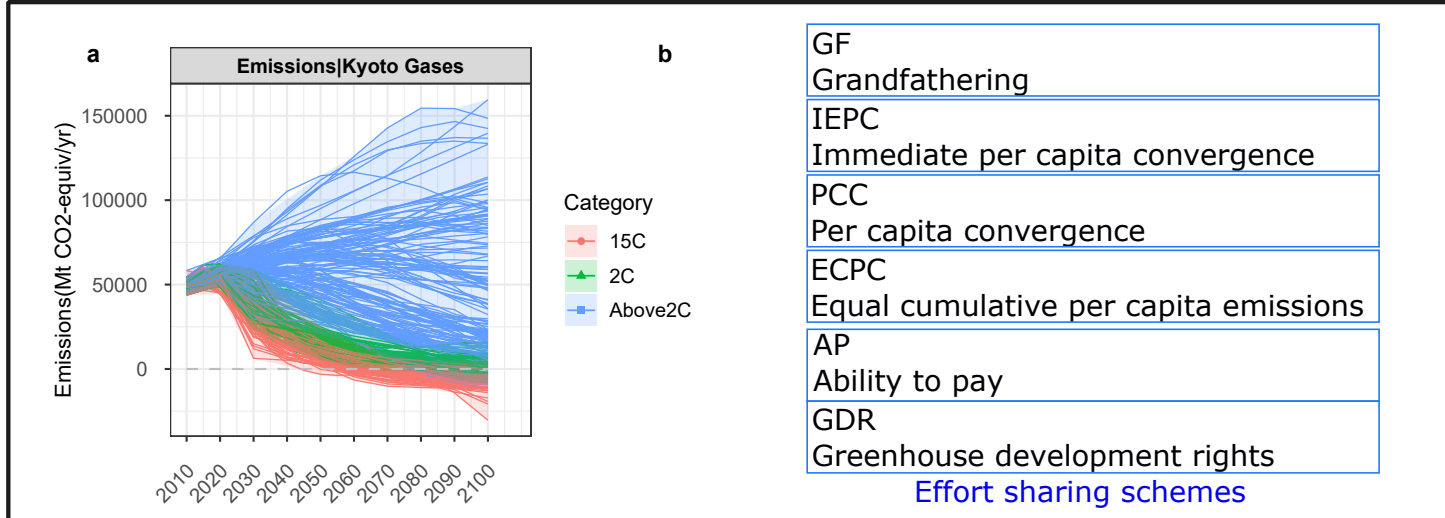 a
Emissions|Kyoto Gases
Emissions(Mt CO2-equiv/yr)
150000
100000
50000
0
2010
2020
2030
2040
2050
2060
2070
2080
2090
2100
Category
15C
2C
Above2C
b
GF
Grandfathering
IEPC
Immediate per capita convergence
PCC
Per capita convergence
ECPC
Equal cumulative per capita emissions
AP
Ability to pay
GDR
Greenhouse development rights
Effort sharing schemes